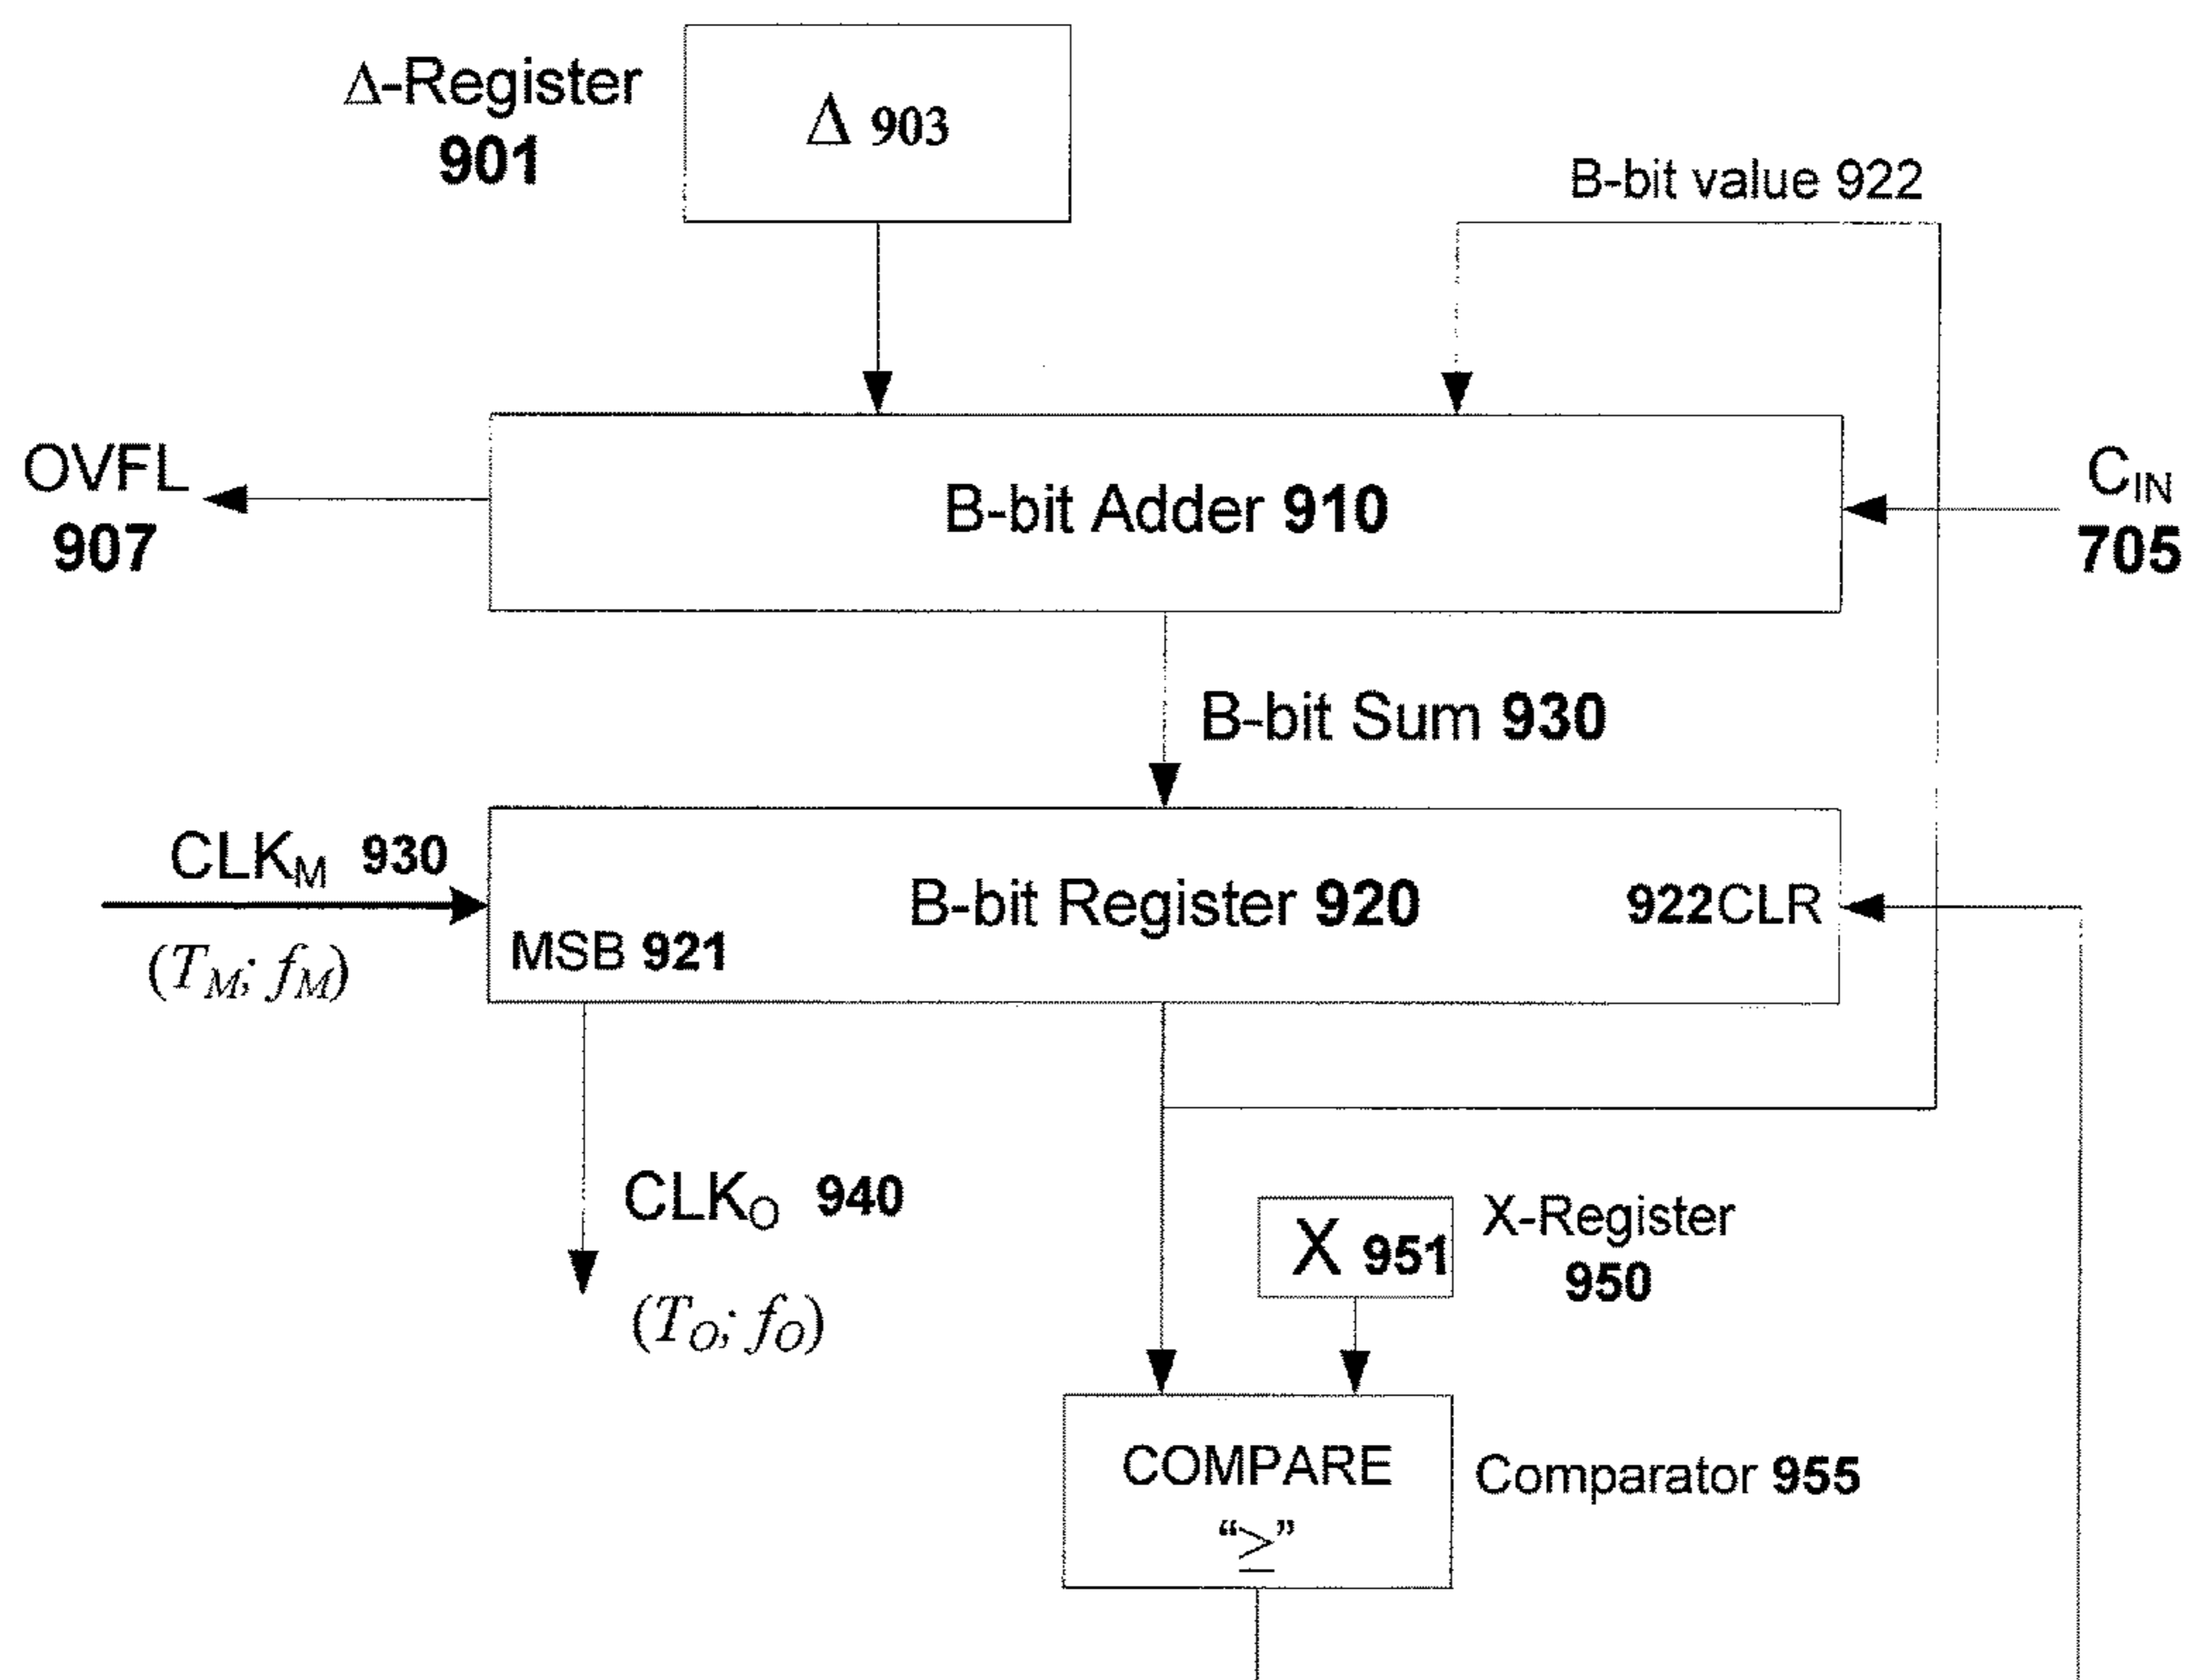 Δ-Register
901
Δ 903
B-bit value 922
OVFL
907
B-bit Adder 910
C_IN
705
B-bit Sum 930
CLK_M 930
(T_M; f_M)
B-bit Register 920
922CLR
MSB 921
CLK_O 940
(T_O; f_O)
X 951
X-Register
950
COMPARE
“≥”
Comparator 955